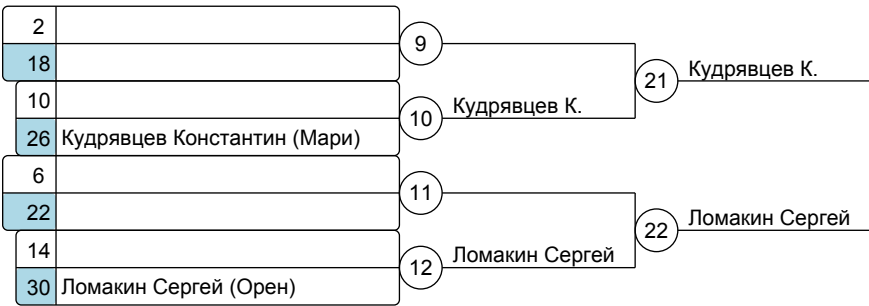 2
9
18
21 Кудрявцев К.
10
10 Кудрявцев К.
26 Кудрявцев Константин (Мари)
6
11
22
22 Ломакин Сергей
14
12 Ломакин Сергей
30 Ломакин Сергей (Орен)